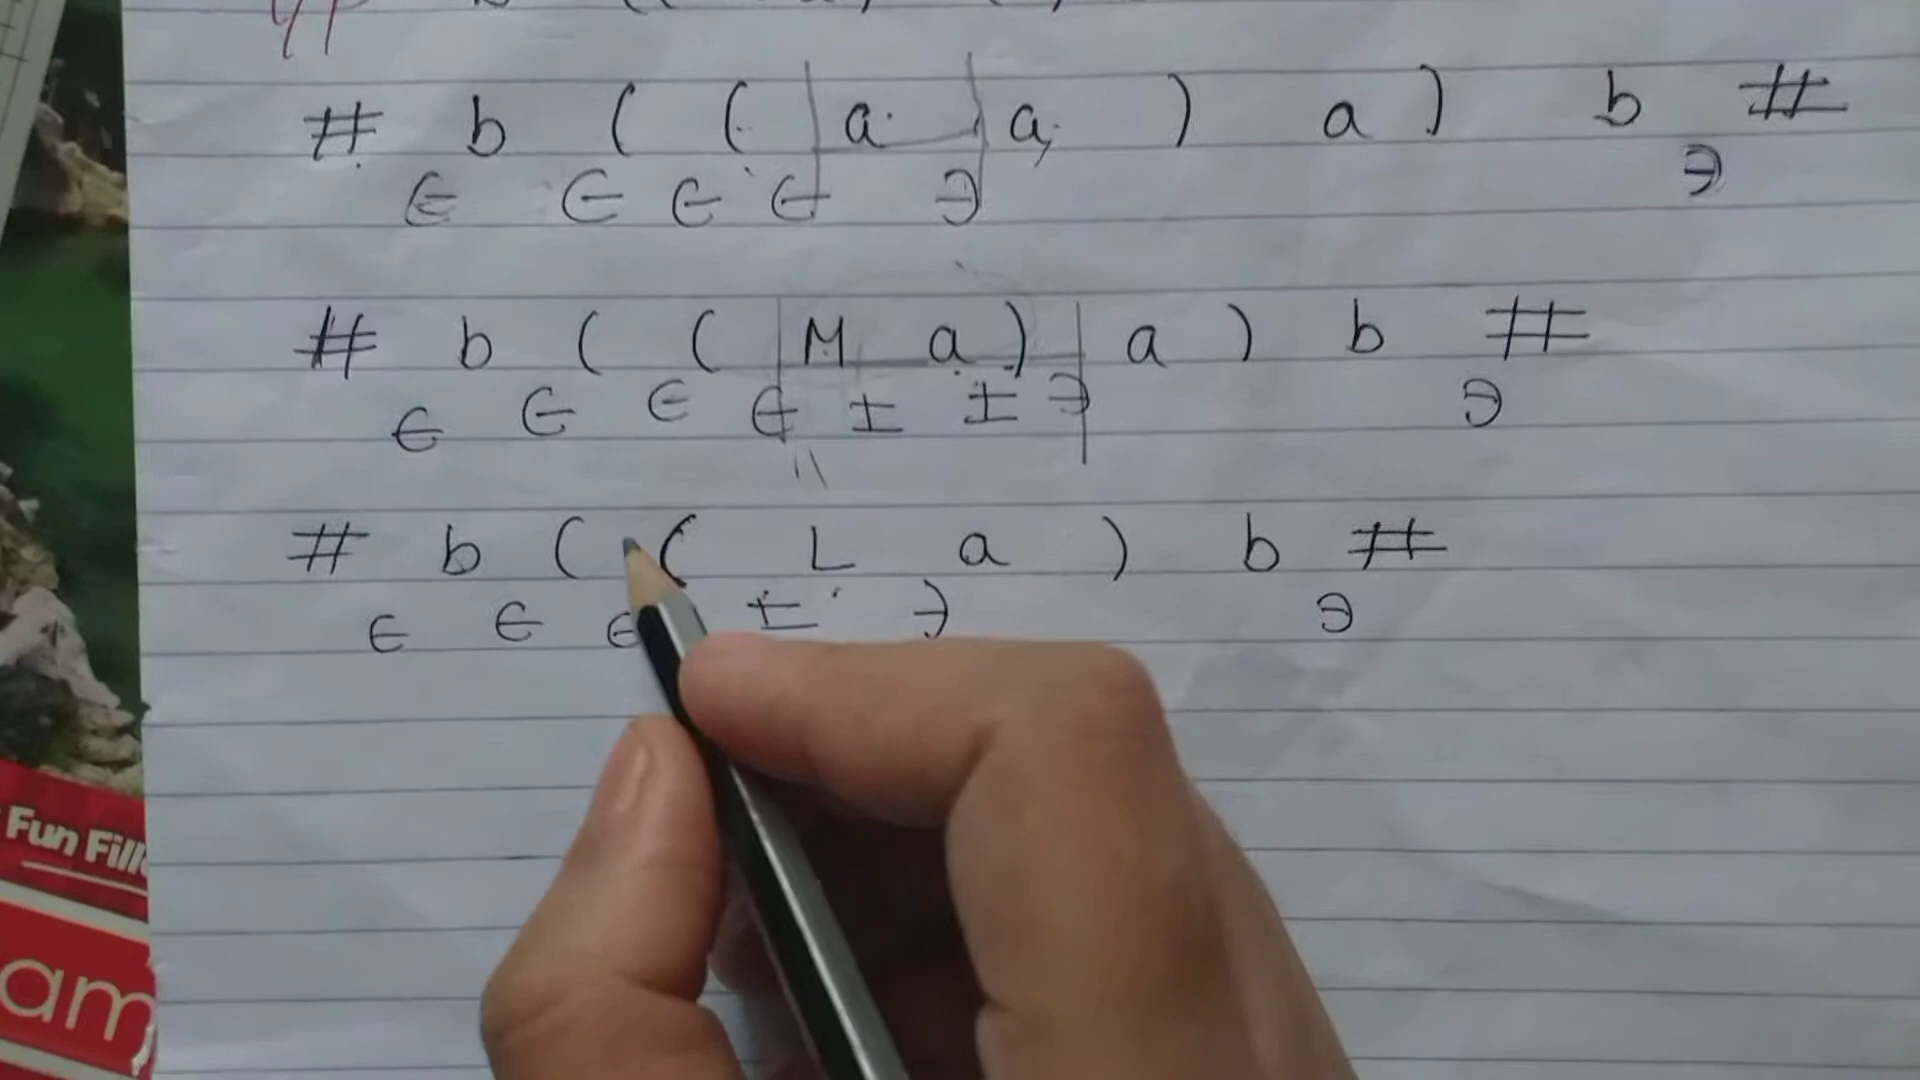 # b ( ( a a ) a ) b #
⋲ ⋲ ⋲ ⋲ ⋺ ⋺
# b ( ( M a ) a ) b #
⋲ ⋲ ⋲ ⋲ ± ± ⋺ ⋺
# b ( ( L a ) b #
⋲ ⋲ ⋲ ± ⋺ ⋺
Fun Fill
am